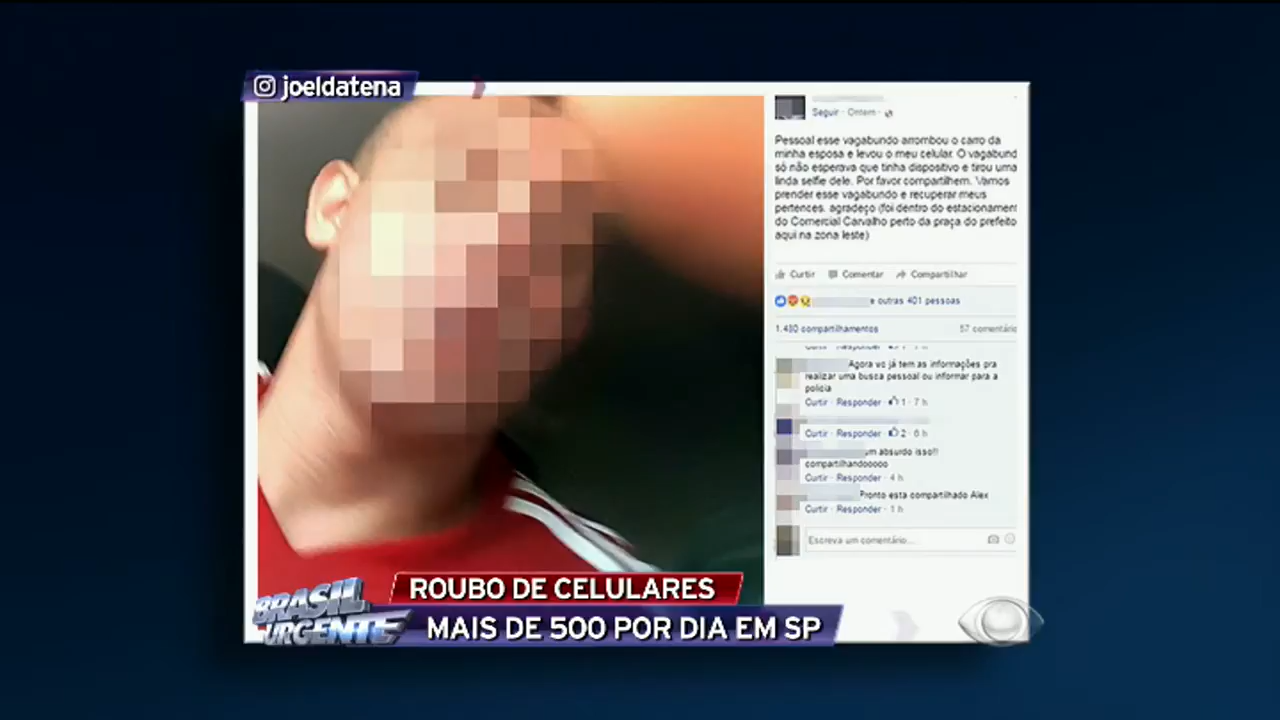 joeldatena
Seguir · Ontem ·
Pessoal esse vagabundo arrombou o carro da
minha esposa e levou o meu celular. O vagabund
só não esperava que tinha dispositivo e tirou uma
linda selfie dele. Por favor compartilhem. Vamos
prender esse vagabundo e recuperar meus
pertences. agradeço (foi dentro do estacionamen
do Comercial Carvalho perto da praça do prefeito
aqui na zona leste)
Curtir Comentar Compartilhar
e outras 401 pessoas
1.480 compartilhamentos 57 comentário
Curtir · Responder
Agora vc já tem as informações pra
realizar uma busca pessoal ou informar para a
policia
Curtir · Responder · 1 · 7 h
Curtir · Responder · 2 · 6 h
um absurdo isso!!
compartilhandooooo
Curtir · Responder · 4 h
Pronto esta compartilhado Alex
Curtir · Responder · 1 h
Escreva um comentário...
ROUBO DE CELULARES
BRASIL
URGENTE
MAIS DE 500 POR DIA EM SP